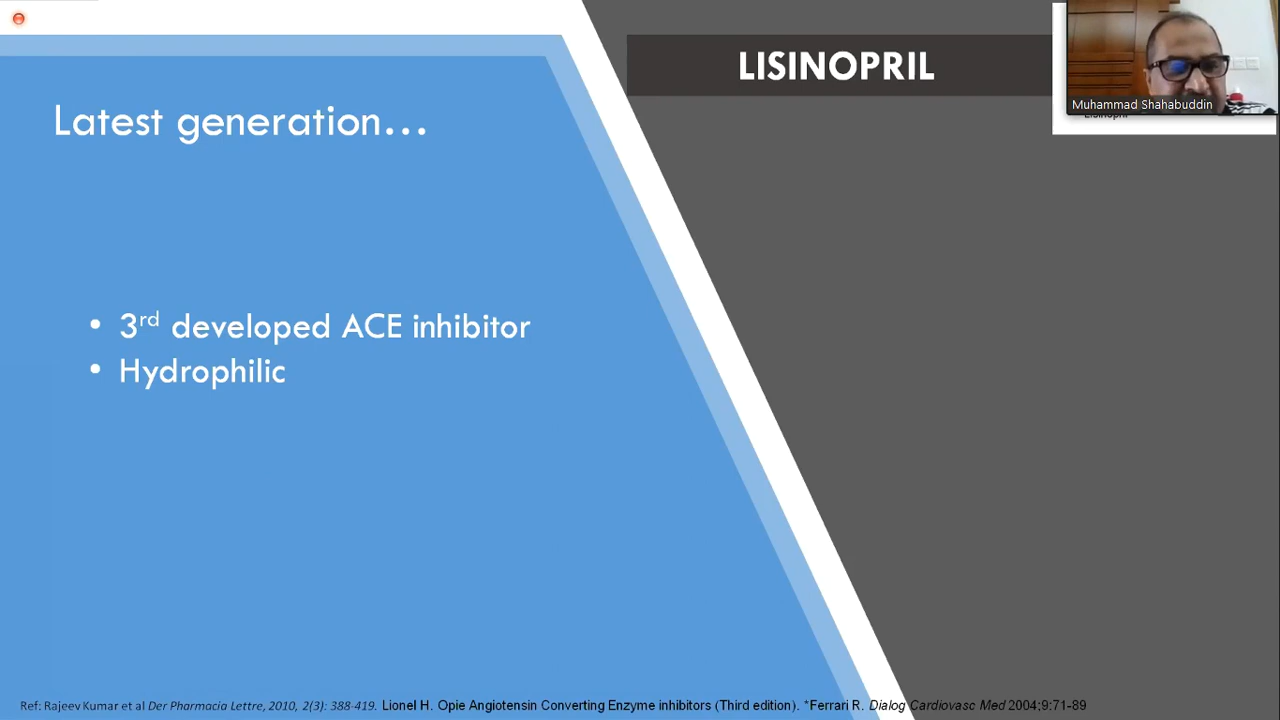 LISINOPRIL
Muhammad Shahabuddin
Lisinopril
Latest generation…
• 3rd developed ACE inhibitor
• Hydrophilic
Ref: Rajeev Kumar et al Der Pharmacia Lettre, 2010, 2(3): 388-419. Lionel H. Opie Angiotensin Converting Enzyme inhibitors (Third edition). *Ferrari R. Dialog Cardiovasc Med 2004;9:71-89